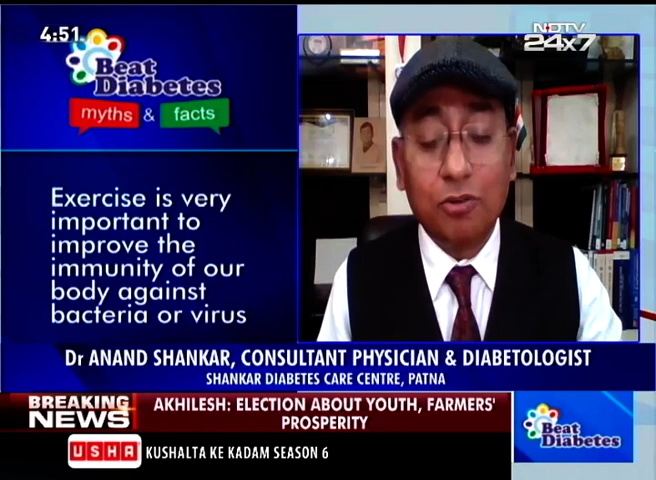 4:51
NDTV
24x7
Beat
Diabetes
myths & facts
Exercise is very
important to
improve the
immunity of our
body against
bacteria or virus
Dr ANAND SHANKAR, CONSULTANT PHYSICIAN & DIABETOLOGIST
SHANKAR DIABETES CARE CENTRE, PATNA
BREAKING
NEWS
AKHILESH: ELECTION ABOUT YOUTH, FARMERS'
PROSPERITY
Beat
Diabetes
USHA KUSHALTA KE KADAM SEASON 6